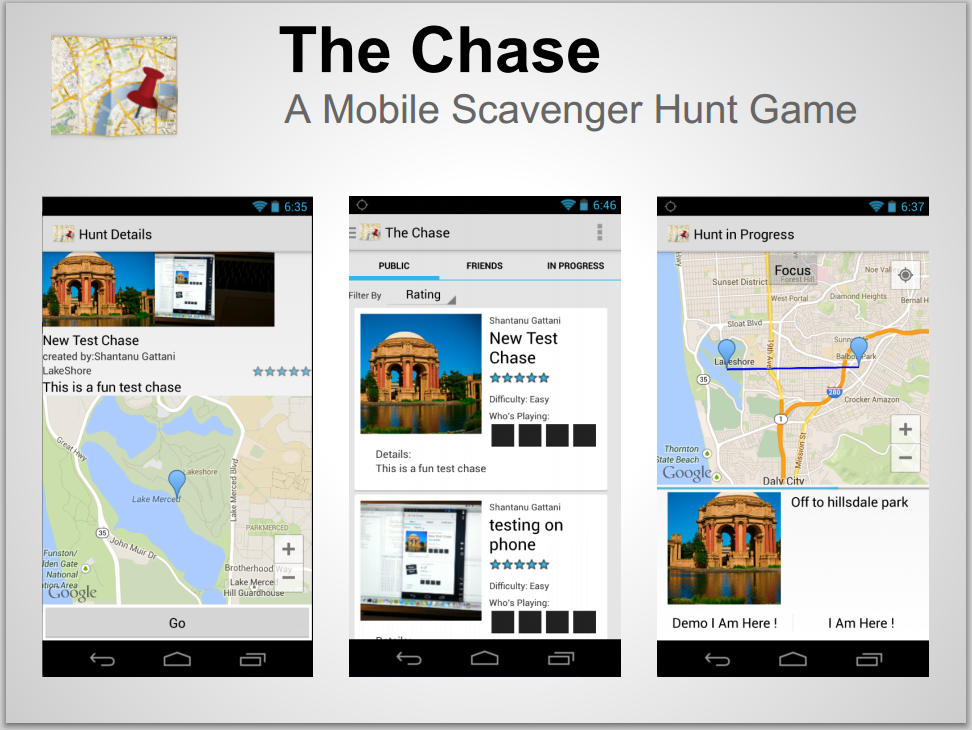 The Chase
A Mobile Scavenger Hunt Game
6:35
Hunt Details
New Test Chase
created by:Shantanu Gattani
LakeShore
This is a fun test chase
Great Hwy
Lakeshore
Lake Merced
Lake Merced Blvd
PARKMERCED
35
John Muir Dr
Funston/
lden Gate
National
ation Area
Brotherhood Way
Lake Merced
Hill Guardhouse
+
−
Google
Go
6:46
The Chase
PUBLIC
FRIENDS
IN PROGRESS
Filter By
Rating
Shantanu Gattani
New Test
Chase
Difficulty: Easy
Who's Playing:
Details:
This is a fun test chase
Shantanu Gattani
testing on
phone
Difficulty: Easy
Who's Playing:
Details:
6:37
Hunt in Progress
Hwy
Focus
Forest Hill
Noe Val
Sunset District
West Portal
Diamond Heights
Bernal H
Sloat Blvd
19th Ave
Sunny
Lakeshore
Balboa Park
35
280
Crocker Amazon
1
Mission St
Thornton
State Beach
Google
Daly City
+
−
Off to hillsdale park
Demo I Am Here !
I Am Here !